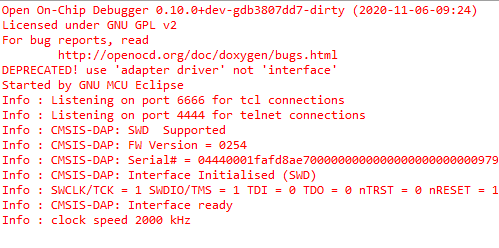 Open On-Chip Debugger 0.10.0+dev-gdb3807dd7-dirty (2020-11-06-09:24)
Licensed under GNU GPL v2
For bug reports, read
http://openocd.org/doc/doxygen/bugs.html
DEPRECATED! use 'adapter driver' not 'interface'
Started by GNU MCU Eclipse
Info : Listening on port 6666 for tcl connections
Info : Listening on port 4444 for telnet connections
Info : CMSIS-DAP: SWD  Supported
Info : CMSIS-DAP: FW Version = 0254
Info : CMSIS-DAP: Serial# = 04440001fafd8ae7000000000000000000000000979
Info : CMSIS-DAP: Interface Initialised (SWD)
Info : SWCLK/TCK = 1 SWDIO/TMS = 1 TDI = 0 TDO = 0 nTRST = 0 nRESET = 1
Info : CMSIS-DAP: Interface ready
Info : clock speed 2000 kHz